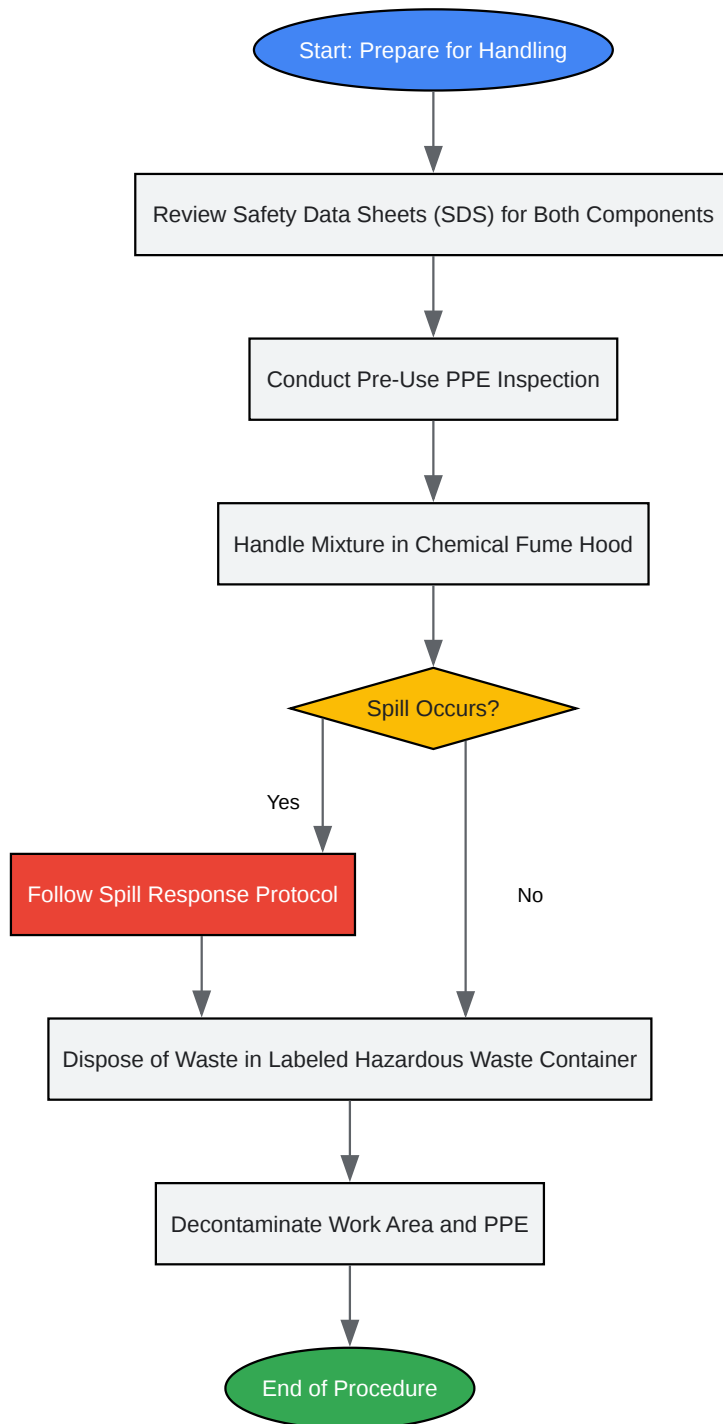 Start: Prepare for Handling
Review Safety Data Sheets (SDS) for Both Components
Conduct Pre-Use PPE Inspection
Handle Mixture in Chemical Fume Hood
Spill Occurs?
Yes
Follow Spill Response Protocol
No
Dispose of Waste in Labeled Hazardous Waste Container
Decontaminate Work Area and PPE
End of Procedure